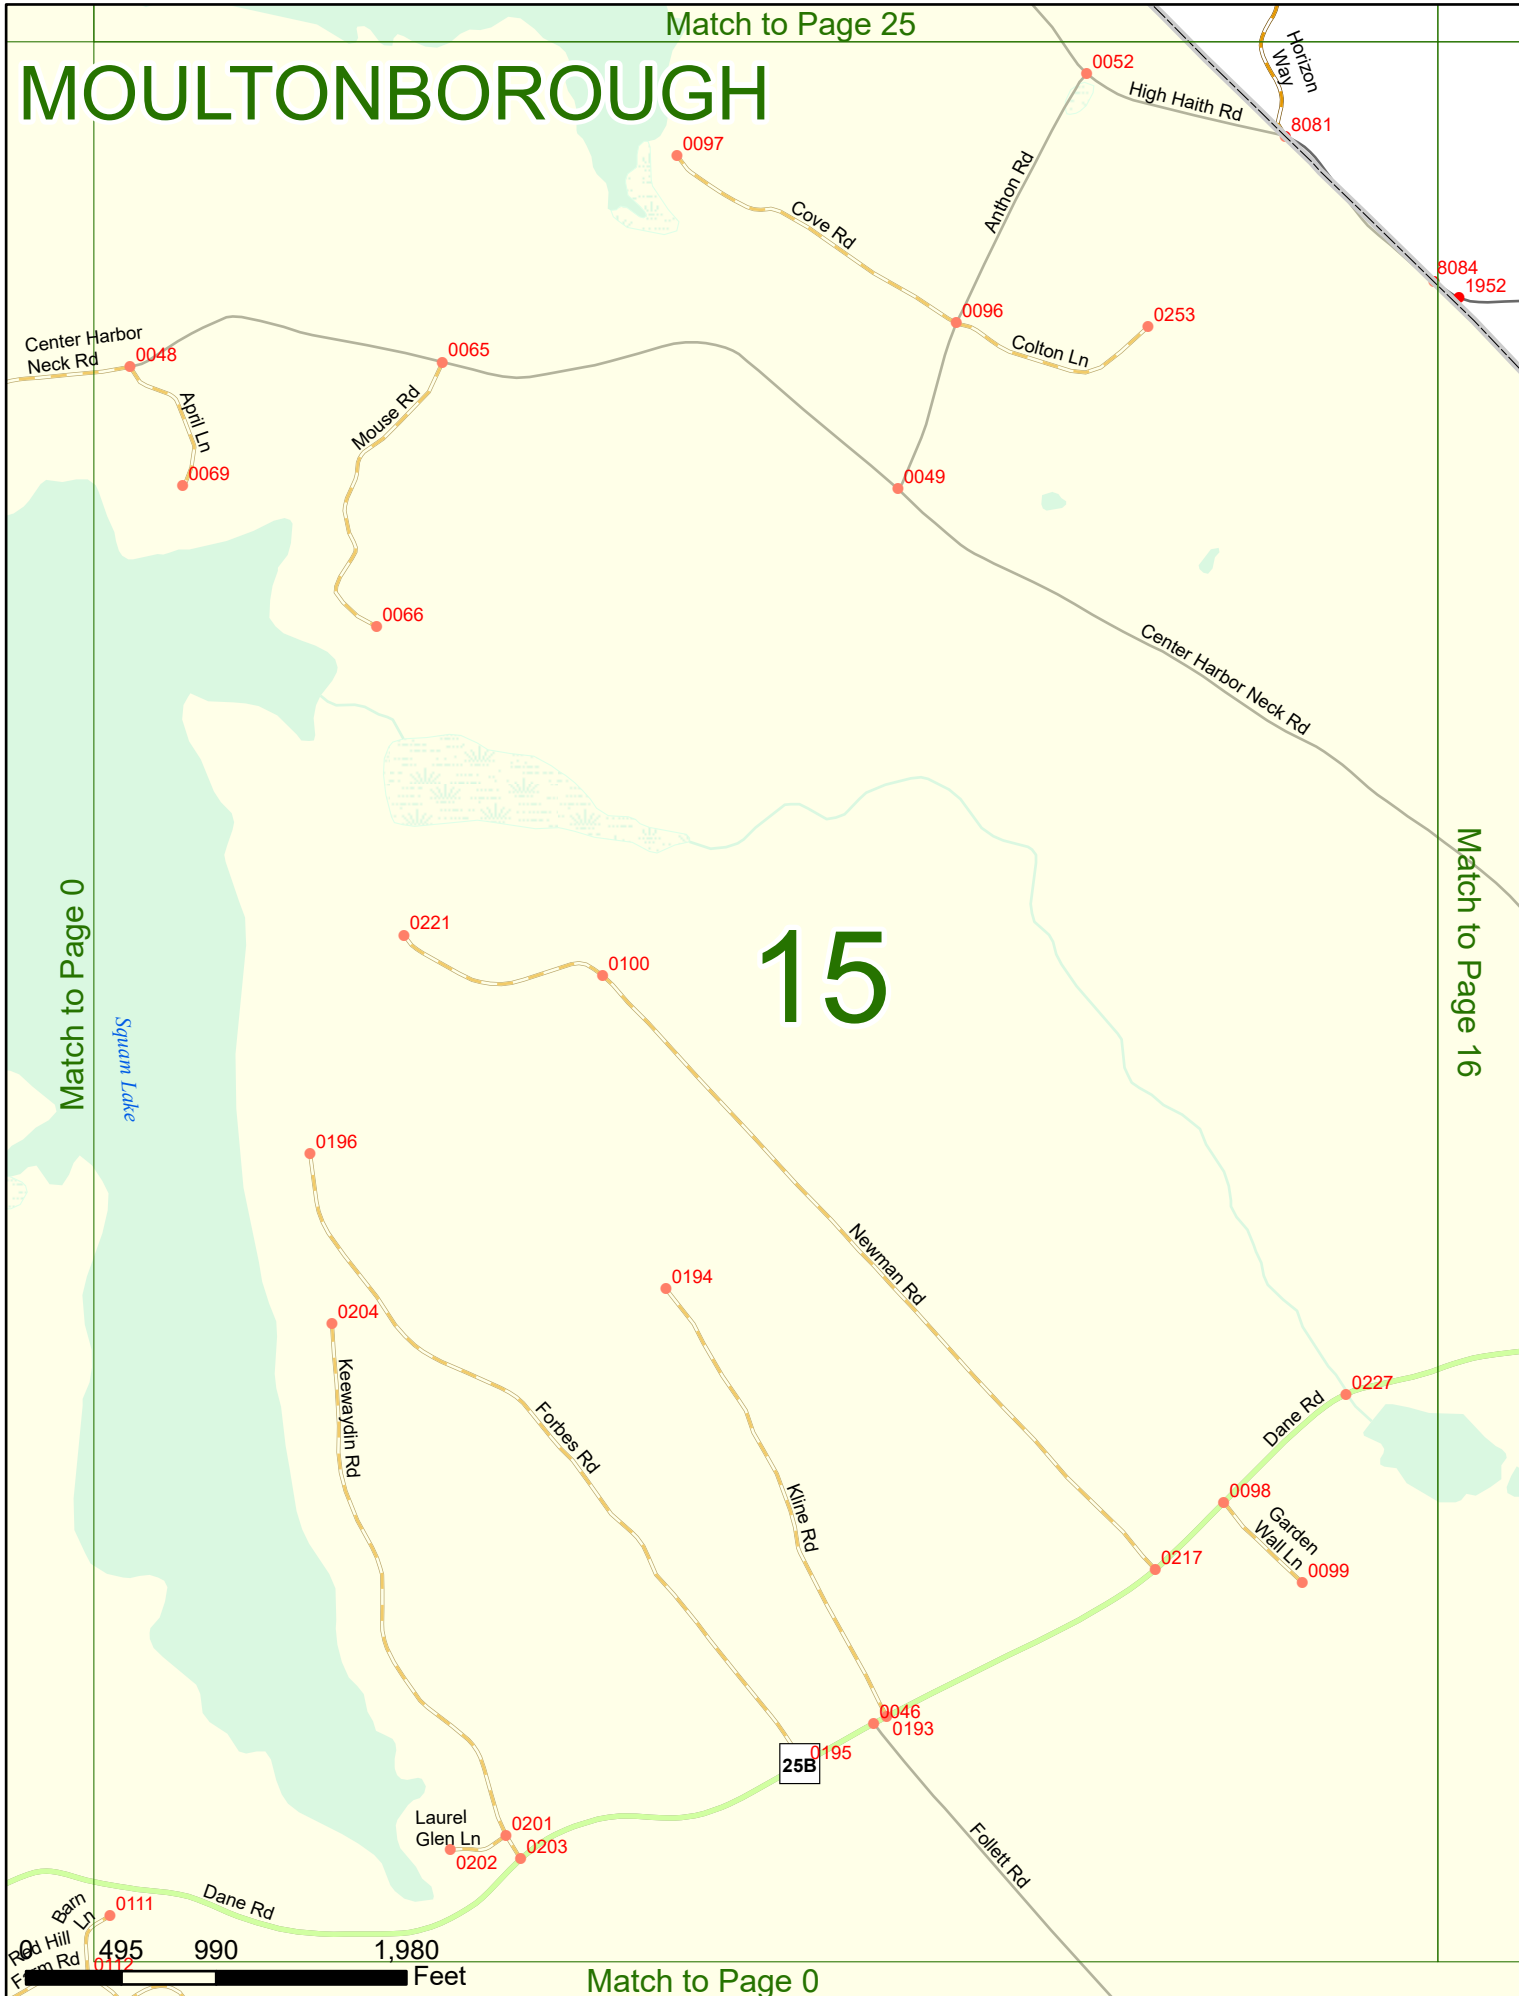 Match to Page 25
MOULTONBOROUGH
Horizon
Way
0052
High Haith Rd
8081
0097
Anthon Rd
Cove Rd
8084
1952
0096
0253
Colton Ln
Center Harbor
Neck Rd
0048
0065
April Ln
Mouse Rd
0069
0049
0066
Center Harbor Neck Rd
Match to Page 16
Match to Page 0
0221
0100
15
Squam Lake
0196
Newman Rd
0194
0204
Keewaydin Rd
Forbes Rd
0227
Dane Rd
Kline Rd
0098
Garden
Wall Ln
0217
0099
0046
0193
0195
25B
Laurel
Glen Ln
0201
0202
0203
Follett Rd
Dane Rd
Barn
Ln
0111
Red Hill
Farm Rd
0112
0 495 990 1,980
Feet
Match to Page 0